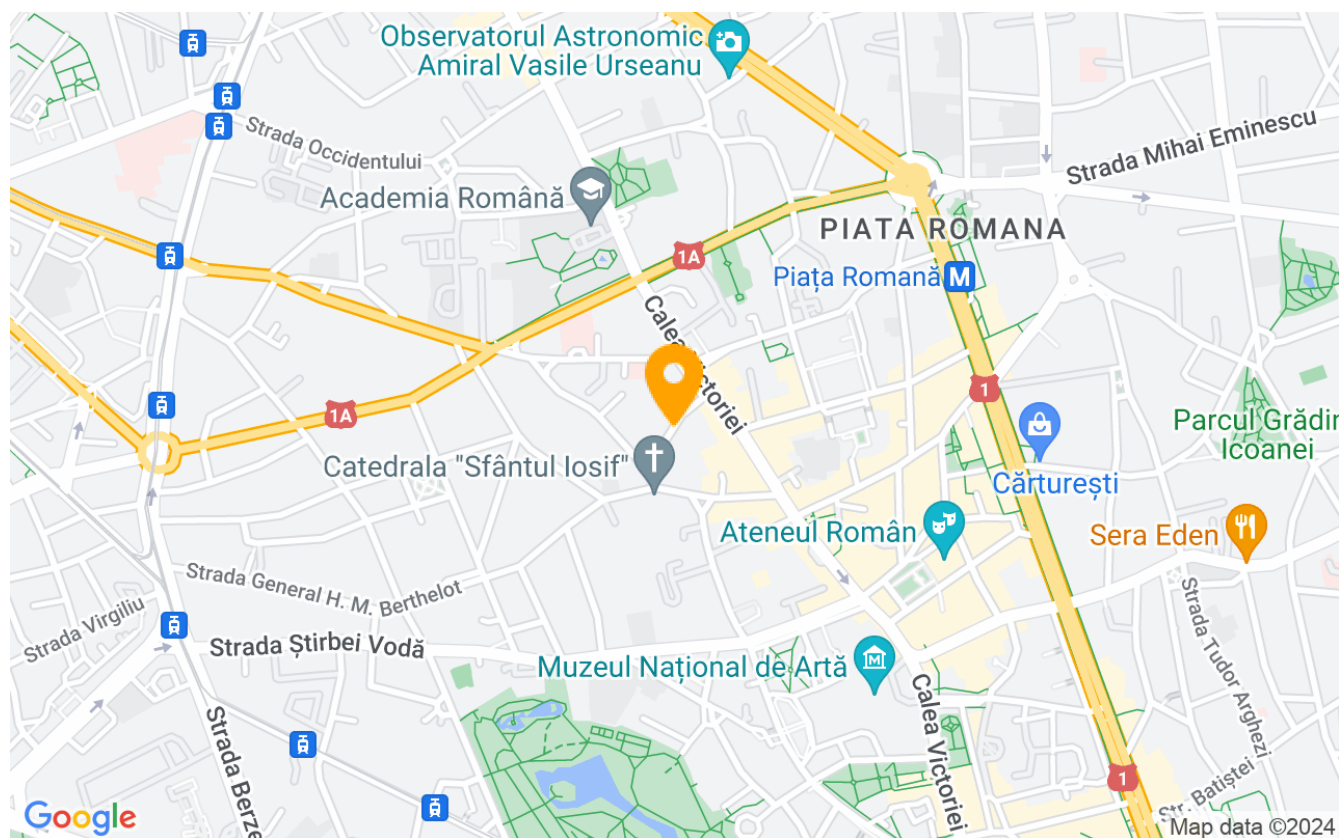 Observatorul Astronomic
Amiral Vasile Urseanu
Strada Occidentului
Strada Mihai Eminescu
Academia Română
PIATA ROMANA
1A
Piața Romană
M
Calea Victoriei
1
1A
Parcul Grădin
Icoanei
Catedrala "Sfântul Iosif"
Cărturești
Ateneul Român
Sera Eden
Strada General H. M. Berthelot
Strada Virgiliu
Strada Știrbei Vodă
Strada Tudor Arghezi
Muzeul Național de Artă
M
Calea Victoriei
Strada Berze
1
Str. Batiștei
Google
Map data ©2024